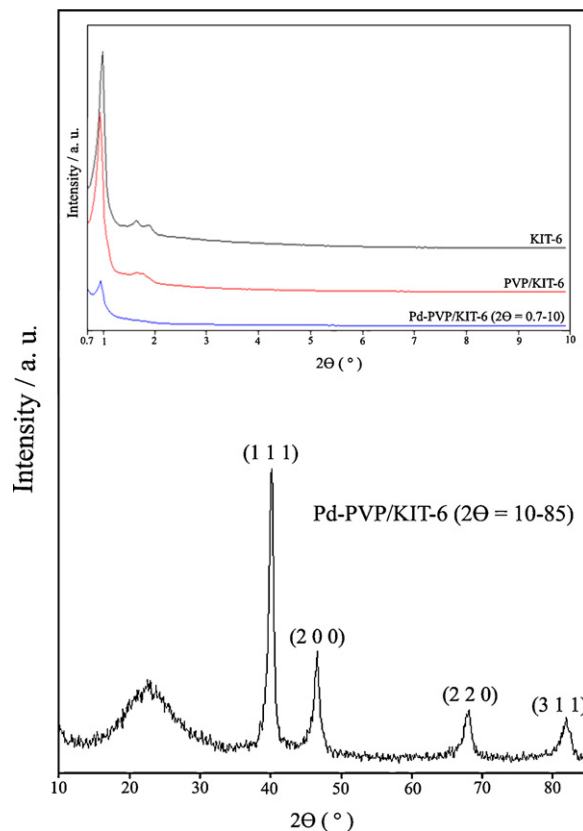 Intensity / a. u.
KIT-6
PVP/KIT-6
Pd-PVP/KIT-6 (2Θ = 0.7-10)
0.7 1 2 3 4 5 6 7 8 9 10
2Θ ( ° )
Intensity / a. u.
(1 1 1)
Pd-PVP/KIT-6 (2Θ = 10-85)
(2 0 0)
(2 2 0)
(3 1 1)
10 20 30 40 50 60 70 80
2Θ ( ° )